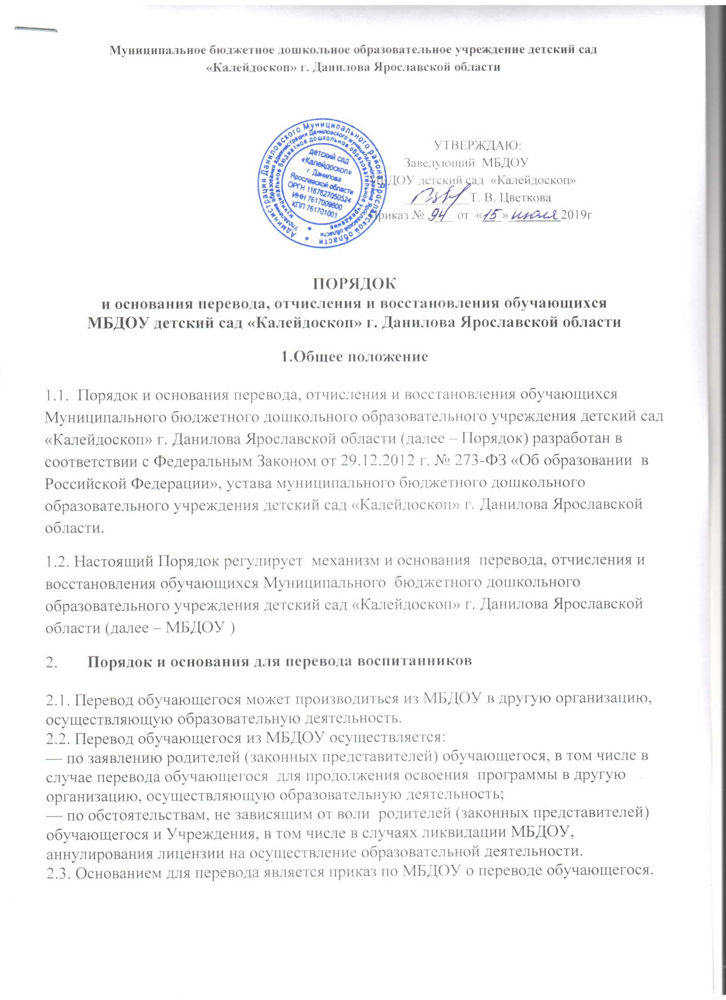 Муниципальное бюджетное дошкольное образовательное учреждение детский сад
«Калейдоскоп» г. Данилова Ярославской области
Администрация Даниловского Муниципального района Ярославской области
Управление образования администрации Даниловского муниципального района Ярославской области
муниципальное бюджетное дошкольное образовательное учреждение
детский сад
«Калейдоскоп»
г. Данилова
Ярославской области
ОРГН 1167627050524
ИНН 7617009800
КПП 761701001
УТВЕРЖДАЮ:
Заведующий МБДОУ
МБДОУ детский сад «Калейдоскоп»
Т. В. Цветкова
Приказ № 94 от «15» июля 2019г
ПОРЯДОК
и основания перевода, отчисления и восстановления обучающихся
МБДОУ детский сад «Калейдоскоп» г. Данилова Ярославской области
1.Общее положение
1.1. Порядок и основания перевода, отчисления и восстановления обучающихся
Муниципального бюджетного дошкольного образовательного учреждения детский сад
«Калейдоскоп» г. Данилова Ярославской области (далее – Порядок) разработан в
соответствии с Федеральным Законом от 29.12.2012 г. № 273-ФЗ «Об образовании в
Российской Федерации», устава муниципального бюджетного дошкольного
образовательного учреждения детский сад «Калейдоскоп» г. Данилова Ярославской
области.
1.2. Настоящий Порядок регулирует механизм и основания перевода, отчисления и
восстановления обучающихся Муниципального бюджетного дошкольного
образовательного учреждения детский сад «Калейдоскоп» г. Данилова Ярославской
области (далее – МБДОУ )
2. Порядок и основания для перевода воспитанников
2.1. Перевод обучающегося может производиться из МБДОУ в другую организацию,
осуществляющую образовательную деятельность.
2.2. Перевод обучающегося из МБДОУ осуществляется:
— по заявлению родителей (законных представителей) обучающегося, в том числе в
случае перевода обучающегося для продолжения освоения программы в другую
организацию, осуществляющую образовательную деятельность;
— по обстоятельствам, не зависящим от воли родителей (законных представителей)
обучающегося и Учреждения, в том числе в случаях ликвидации МБДОУ,
аннулирования лицензии на осуществление образовательной деятельности.
2.3. Основанием для перевода является приказ по МБДОУ о переводе обучающегося.